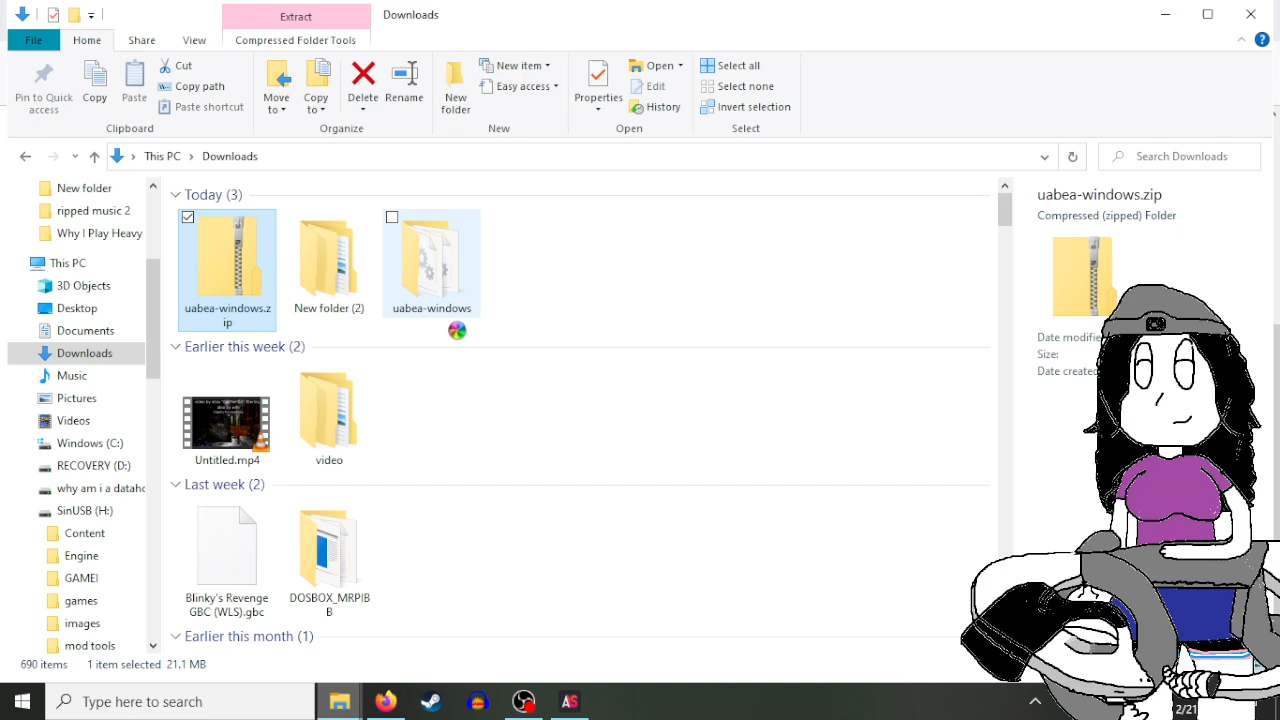 Extract
Downloads
File
Home
Share
View
Compressed Folder Tools
Pin to Quick access
Copy
Paste
Cut
Copy path
Paste shortcut
Clipboard
Move to
Copy to
Delete
Rename
Organize
New folder
New item
Easy access
New
Properties
Open
Edit
History
Open
Select all
Select none
Invert selection
Select
This PC > Downloads
Search Downloads
New folder
ripped music 2
Why I Play Heavy
This PC
3D Objects
Desktop
Documents
Downloads
Music
Pictures
Videos
Windows (C:)
RECOVERY (D:)
why am i a dataho
SinUSB (H:)
Content
Engine
GAMEI
games
images
mod tools
Today (3)
uabea-windows.z
ip
New folder (2)
uabea-windows
Earlier this week (2)
Untitled.mp4
video
Last week (2)
Blinky's Revenge
GBC (WLS).gbc
DOSBOX_MRPIB
B
Earlier this month (1)
uabea-windows.zip
Compressed (zipped) Folder
Date modifie
Size:
Date created
690 items
1 item selected 21.1 MB
Type here to search
AS
2/21